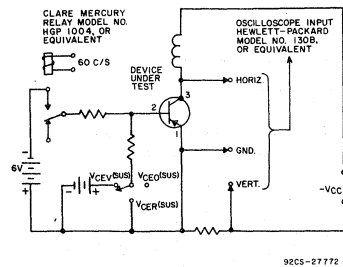 CLARE MERCURY
RELAY MODEL NO.
HGP 1004, OR
EQUIVALENT
60 C/S
OSCILLOSCOPE INPUT
HEWLETT-PACKARD
MODEL NO. 130B,
OR EQUIVALENT
DEVICE
UNDER
TEST
3
HORIZ.
2
1
GND.
6V
- +
VCEV(SUS)
VCEO(SUS)
VERT.
VCER(SUS)
-VCC
92CS-27772